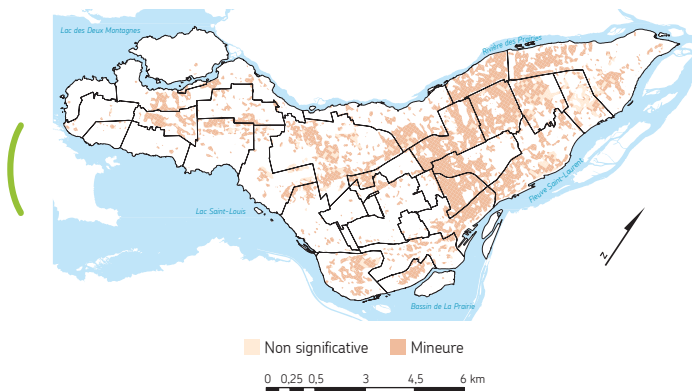 Lac des Deux Montagnes
Rivière des Prairies
Fleuve Saint-Laurent
Lac Saint-Louis
N
Bassin de La Prairie
Non significative
Mineure
0 0,25 0,5 3 4,5 6 km